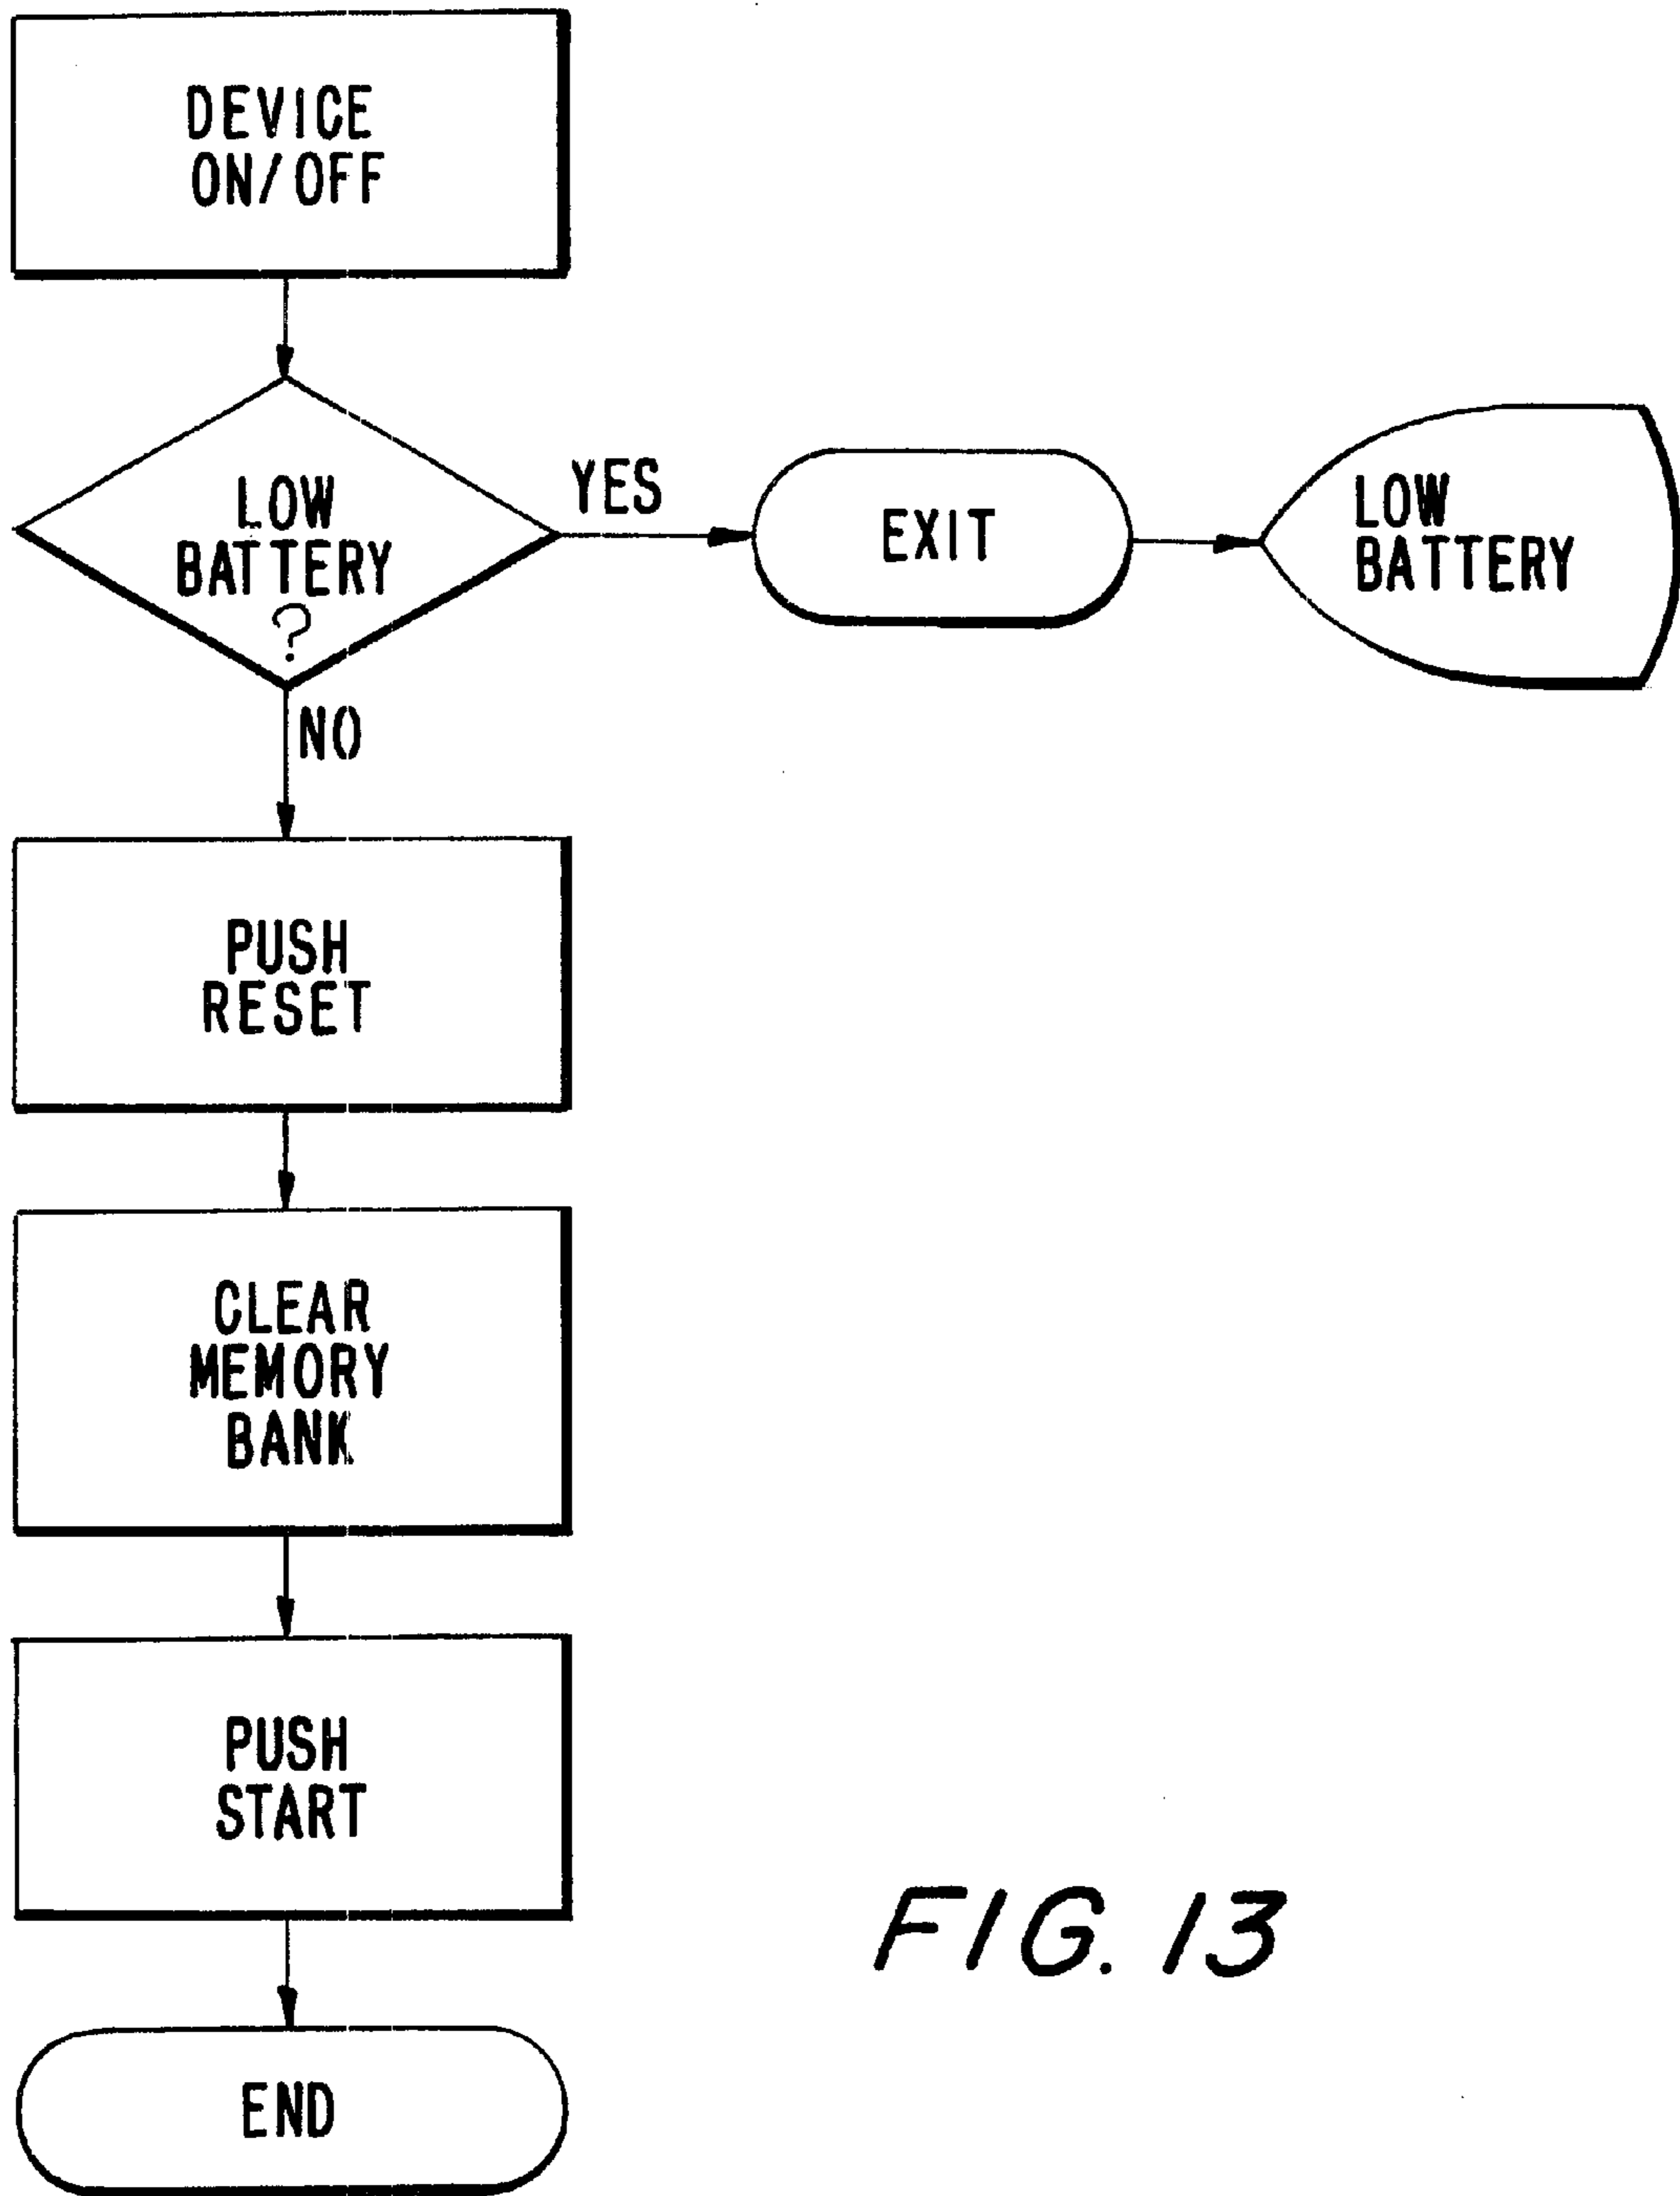 DEVICE
ON/OFF
LOW
BATTERY
?
YES
EXIT
LOW
BATTERY
NO
PUSH
RESET
CLEAR
MEMORY
BANK
PUSH
START
END
FIG. 13